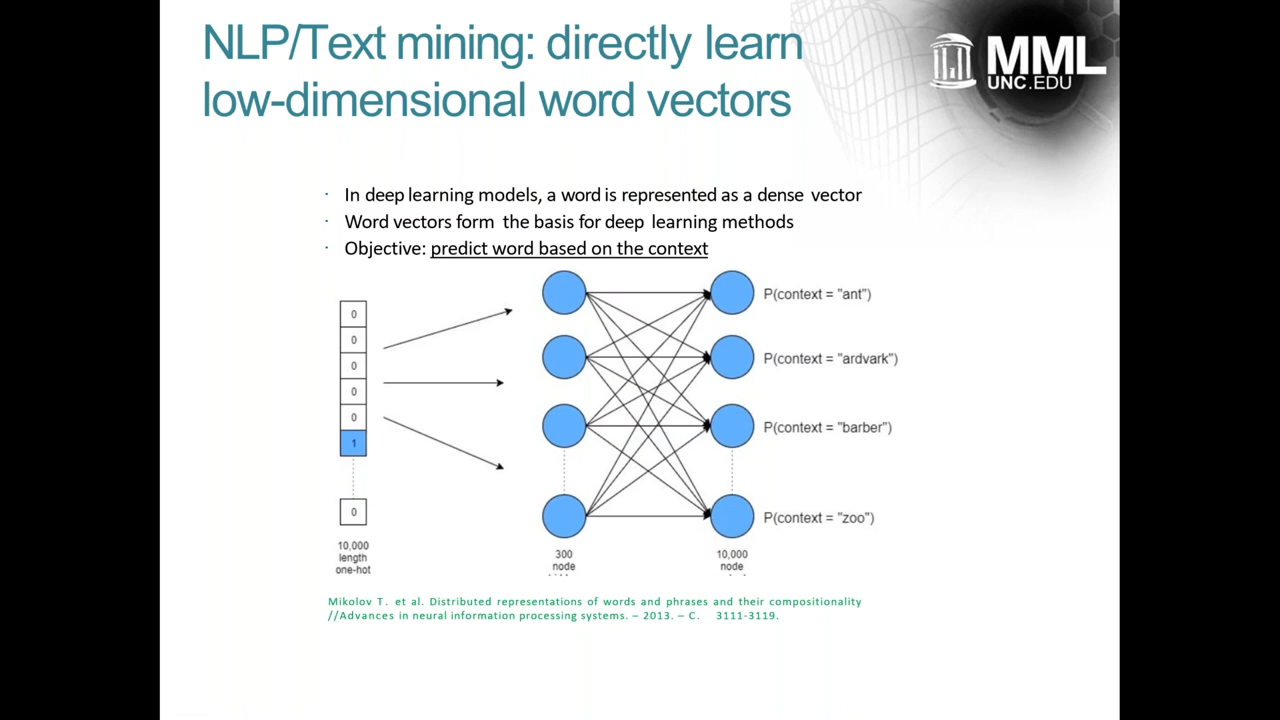 NLP/Text mining: directly learn
low-dimensional word vectors
MML
UNC.EDU
· In deep learning models, a word is represented as a dense vector
· Word vectors form the basis for deep learning methods
· Objective: predict word based on the context
0
0
0
0
0
1
0
10,000
length
one-hot
300
node
10,000
node
P(context = "ant")
P(context = "ardvark")
P(context = "barber")
P(context = "zoo")
Mikolov T. et al. Distributed representations of words and phrases and their compositionality
//Advances in neural information processing systems. – 2013. – C. 3111-3119.